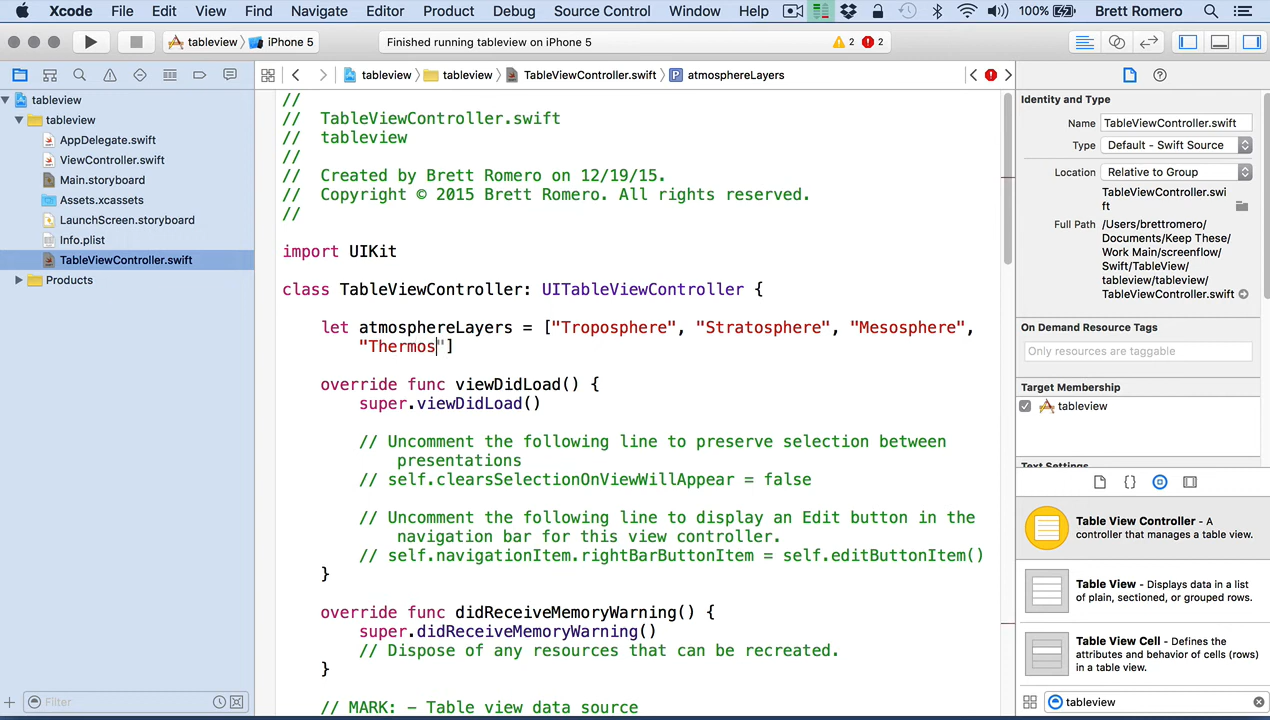 Xcode File Edit View Find Navigate Editor Product Debug Source Control Window Help 100% Brett Romero
tableview iPhone 5 Finished running tableview on iPhone 5 2 2
tableview tableview TableViewController.swift P atmosphereLayers
tableview
tableview
AppDelegate.swift
ViewController.swift
Main.storyboard
Assets.xcassets
LaunchScreen.storyboard
Info.plist
TableViewController.swift
Products
Filter
//
// TableViewController.swift
// tableview
//
// Created by Brett Romero on 12/19/15.
// Copyright © 2015 Brett Romero. All rights reserved.
//
import UIKit
class TableViewController: UITableViewController {
let atmosphereLayers = ["Troposphere", "Stratosphere", "Mesosphere",
"Thermos"]
override func viewDidLoad() {
super.viewDidLoad()
// Uncomment the following line to preserve selection between
presentations
// self.clearsSelectionOnViewWillAppear = false
// Uncomment the following line to display an Edit button in the
navigation bar for this view controller.
// self.navigationItem.rightBarButtonItem = self.editButtonItem()
}
override func didReceiveMemoryWarning() {
super.didReceiveMemoryWarning()
// Dispose of any resources that can be recreated.
}
// MARK: - Table view data source
Identity and Type
Name TableViewController.swift
Type Default - Swift Source
Location Relative to Group
TableViewController.swi
ft
Full Path /Users/brettromero/
Documents/Keep These/
Work Main/screenflow/
Swift/TableView/
tableview/tableview/
TableViewController.swift
On Demand Resource Tags
Only resources are taggable
Target Membership
tableview
Text Settings
Table View Controller - A
controller that manages a table view.
Table View - Displays data in a list
of plain, sectioned, or grouped rows.
Table View Cell - Defines the
attributes and behavior of cells (rows)
in a table view.
tableview